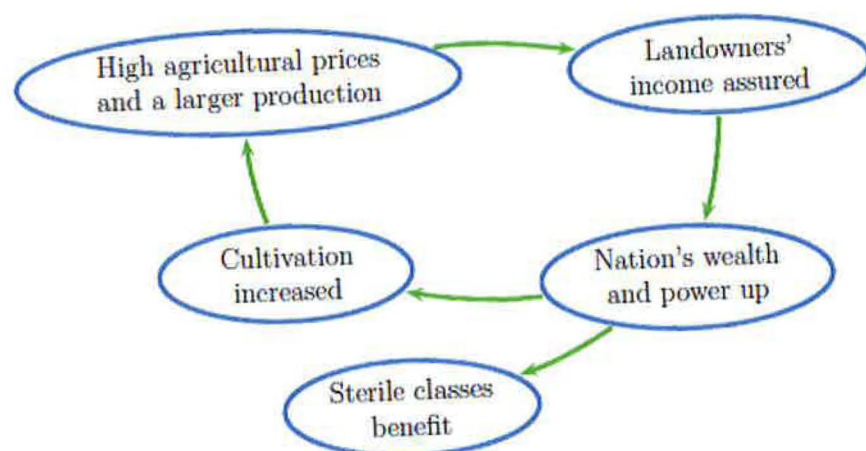 High agricultural prices
and a larger production
Landowners'
income assured
Cultivation
increased
Nation's wealth
and power up
Sterile classes
benefit